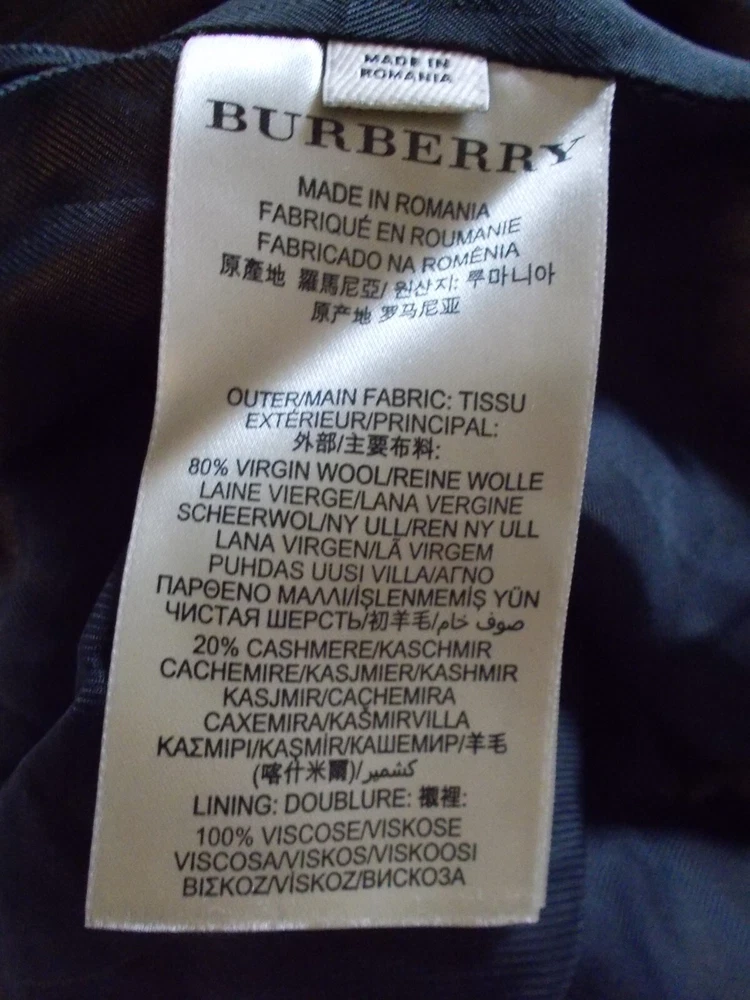 MADE IN
ROMANIA
BURBERRY
MADE IN ROMANIA
FABRIQUÉ EN ROUMANIE
FABRICADO NA ROMÊNIA
原產地 羅馬尼亞/ 원산지: 루마니아
原产地 罗马尼亚
OUTER/MAIN FABRIC: TISSU
EXTÉRIEUR/PRINCIPAL:
外部/主要布料:
80% VIRGIN WOOL/REINE WOLLE
LAINE VIERGE/LANA VERGINE
SCHEERWOL/NY ULL/REN NY ULL
LANA VIRGEN/LÃ VIRGEM
PUHDAS UUSI VILLA/ΑΓΝΟ
ΠΑΡΘΕΝΟ ΜΑΛΛΙ/İŞLENMEMİŞ YÜN
ЧИСТАЯ ШЕРСТЬ/初羊毛/صوف خام
20% CASHMERE/KASCHMIR
CACHEMIRE/KASJMIER/KASHMIR
KASJMIR/CAÇHEMIRA
CAXEMIRA/KAŠMIRVILLA
ΚΑΣΜΙΡΙ/KAŞMİR/КАШЕМИР/羊毛
(喀什米爾)/كشمير
LINING: DOUBLURE: 襯裡:
100% VISCOSE/VISKOSE
VISCOSA/VISKOS/VISKOOSI
ΒΙΣΚΟΖ/VİSKOZ/ВИСКОЗА